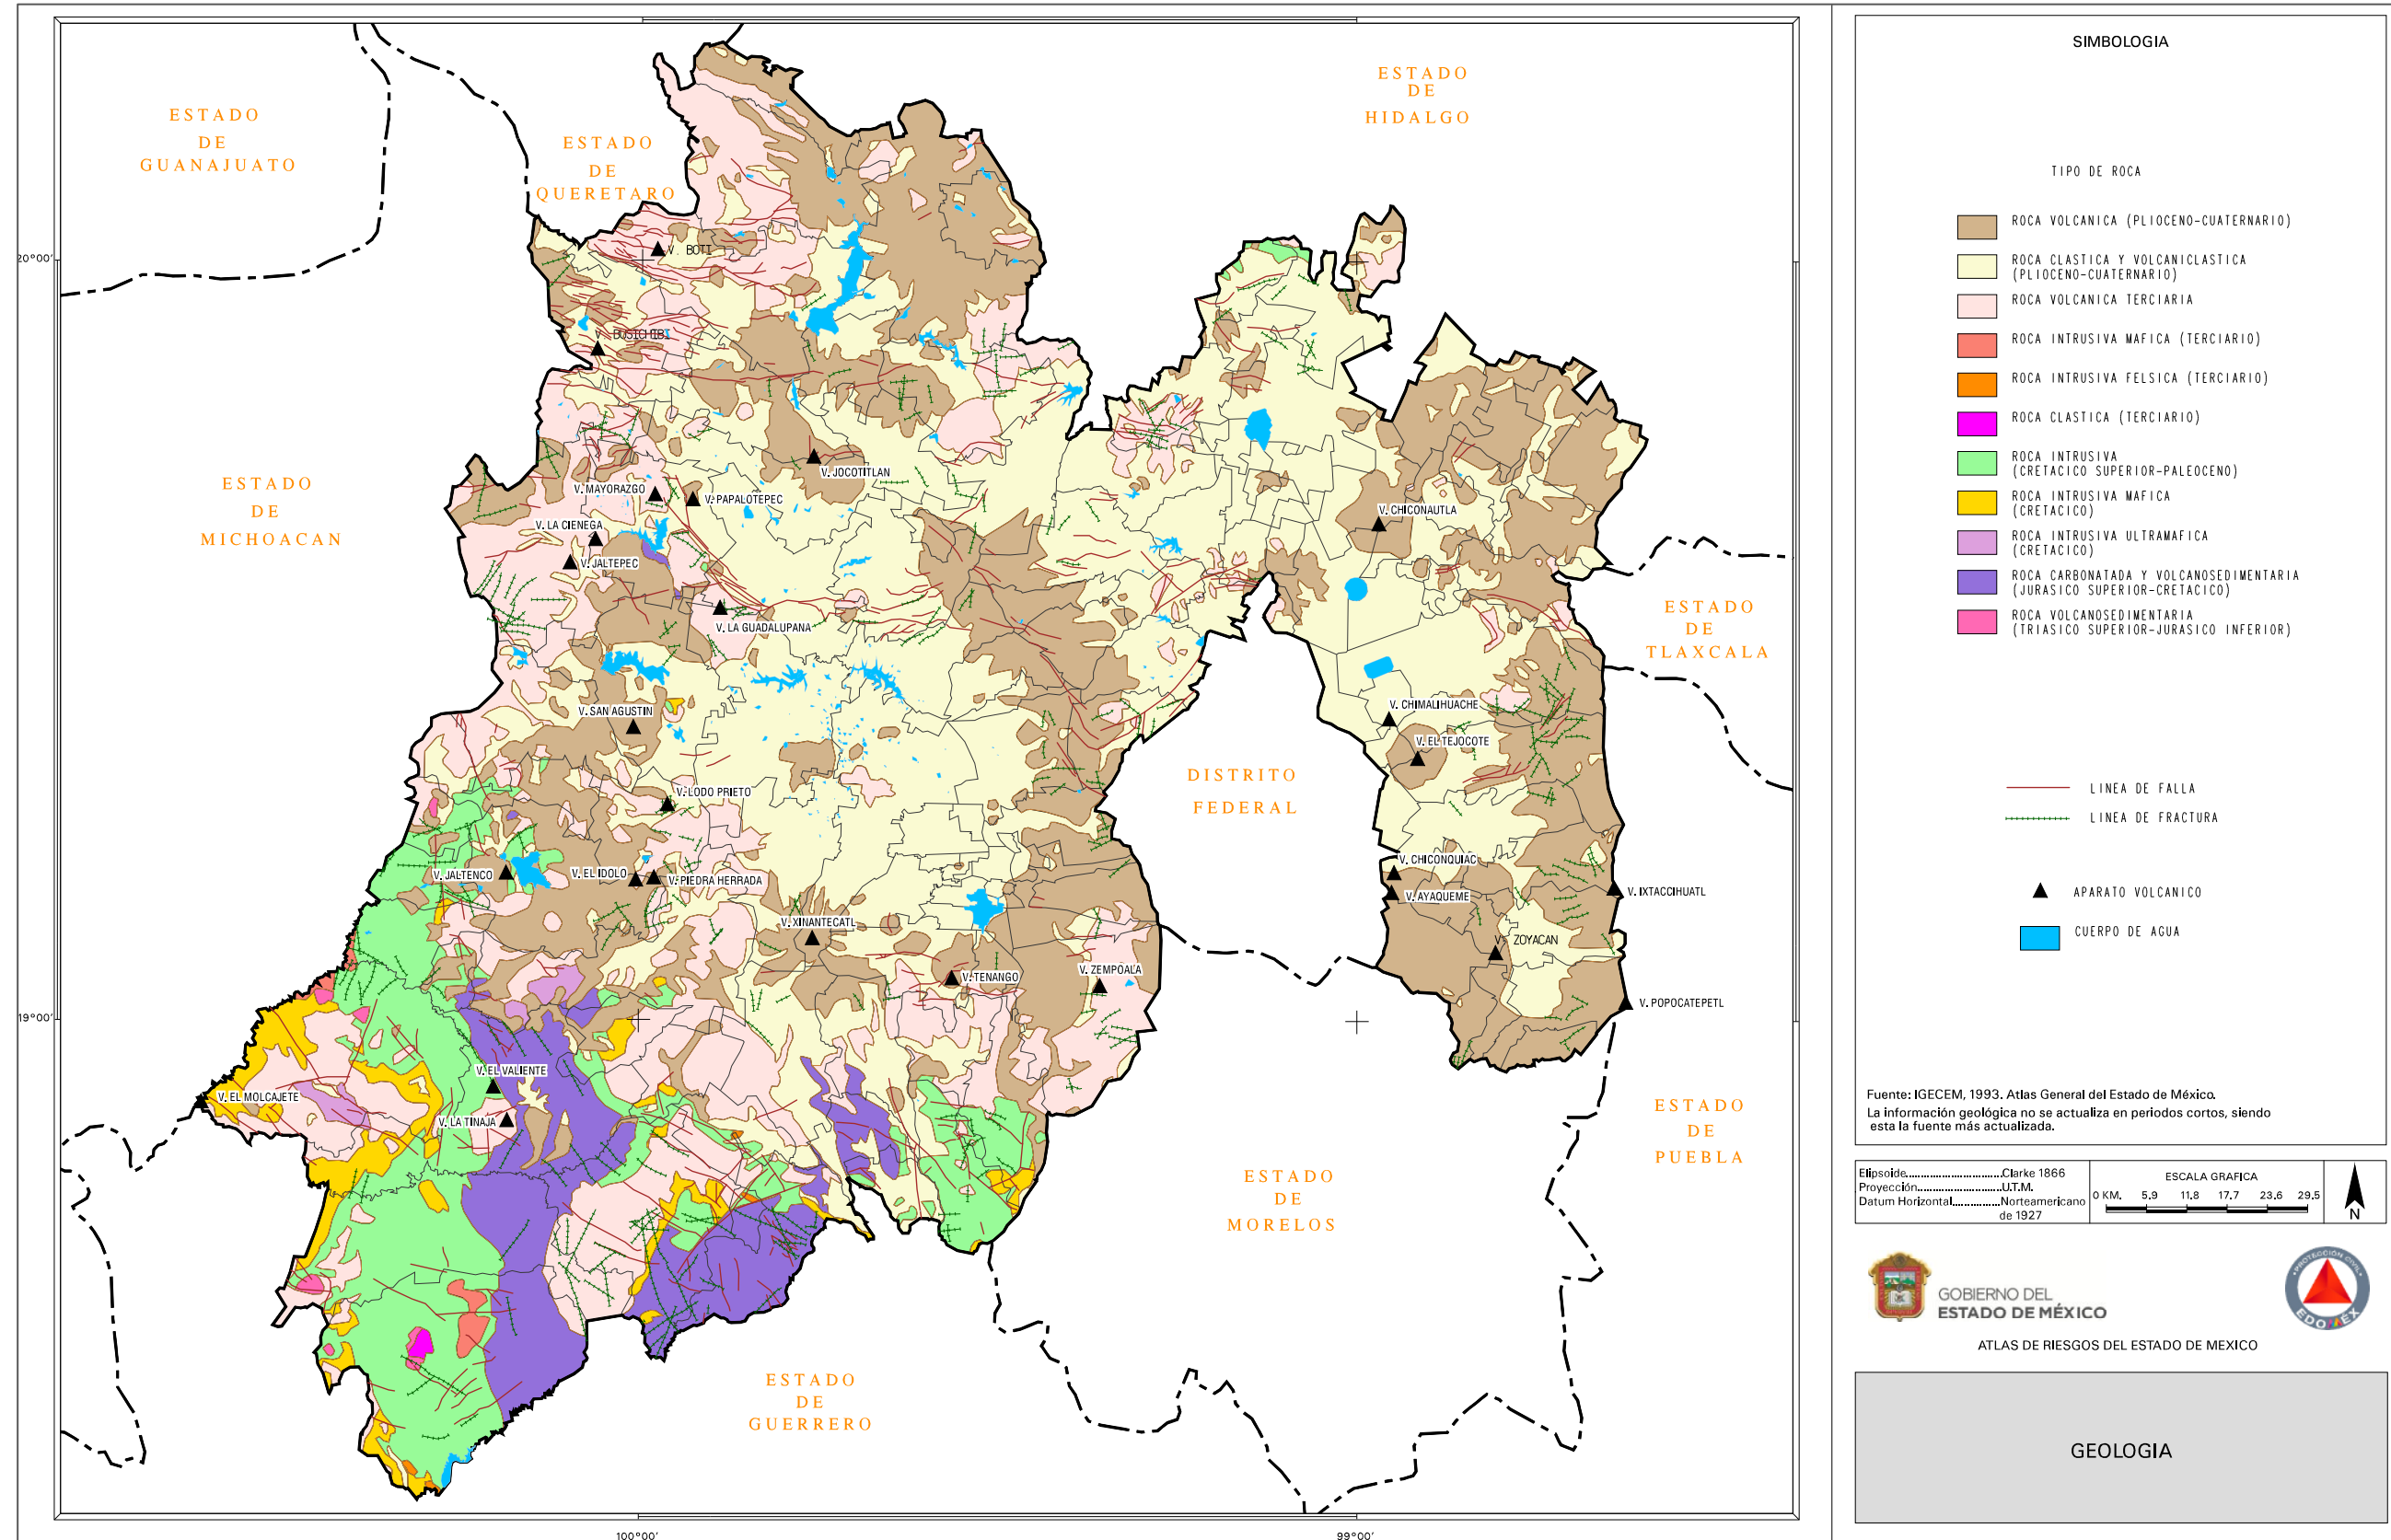 ESTADO
DE
GUANAJUATO
ESTADO
DE
QUERETARO
ESTADO
DE
HIDALGO
ESTADO
DE
MICHOACAN
ESTADO
DE
TLAXCALA
DISTRITO
FEDERAL
ESTADO
DE
PUEBLA
ESTADO
DE
MORELOS
ESTADO
DE
GUERRERO
20°00'
19°00'
100°00'
99°00'
V. BOTI
V. BUSICHIBI
V. JOCOTITLAN
V. MAYORAZGO
V. PAPALOTEPEC
V. LA CIENEGA
V. JALTEPEC
V. LA GUADALUPANA
V. CHICONAUTLA
V. SAN AGUSTIN
V. CHIMALIHUACHE
V. EL TEJOCOTE
V. LODO PRIETO
V. JALTENCO
V. EL IDOLO
V. PIEDRA HERRADA
V. CHICONQUIAC
V. AYAQUEME
V. IXTACCIHUATL
V. XINANTECATL
V. ZOYACAN
V. TENANGO
V. ZEMPOALA
V. POPOCATEPETL
V. EL VALIENTE
V. EL MOLCAJETE
V. LA TINAJA
SIMBOLOGIA
TIPO DE ROCA
ROCA VOLCANICA (PLIOCENO-CUATERNARIO)
ROCA CLASTICA Y VOLCANICLASTICA
(PLIOCENO-CUATERNARIO)
ROCA VOLCANICA TERCIARIA
ROCA INTRUSIVA MAFICA (TERCIARIO)
ROCA INTRUSIVA FELSICA (TERCIARIO)
ROCA CLASTICA (TERCIARIO)
ROCA INTRUSIVA
(CRETACICO SUPERIOR-PALEOCENO)
ROCA INTRUSIVA MAFICA
(CRETACICO)
ROCA INTRUSIVA ULTRAMAFICA
(CRETACICO)
ROCA CARBONATADA Y VOLCANOSEDIMENTARIA
(JURASICO SUPERIOR-CRETACICO)
ROCA VOLCANOSEDIMENTARIA
(TRIASICO SUPERIOR-JURASICO INFERIOR)
LINEA DE FALLA
LINEA DE FRACTURA
APARATO VOLCANICO
CUERPO DE AGUA
Fuente: IGECEM, 1993. Atlas General del Estado de México.
La información geológica no se actualiza en periodos cortos, siendo
esta la fuente más actualizada.
Elipsoide..........................Clarke 1866
Proyección.......................U.T.M.
Datum Horizontal..............Norteamericano
de 1927
ESCALA GRAFICA
0 KM. 5.9 11.8 17.7 23.6 29.5
N
GOBIERNO DEL
ESTADO DE MÉXICO
PROTECCIÓN CIVIL
EDOMEX
ATLAS DE RIESGOS DEL ESTADO DE MEXICO
GEOLOGIA